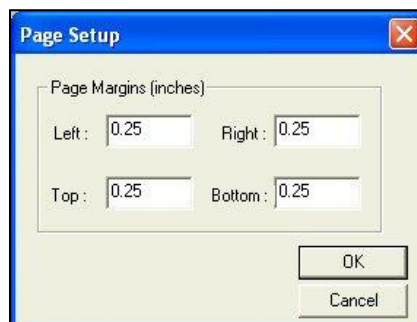 Page Setup
Page Margins (inches)
Left : 0.25 Right : 0.25
Top : 0.25 Bottom : 0.25
OK
Cancel